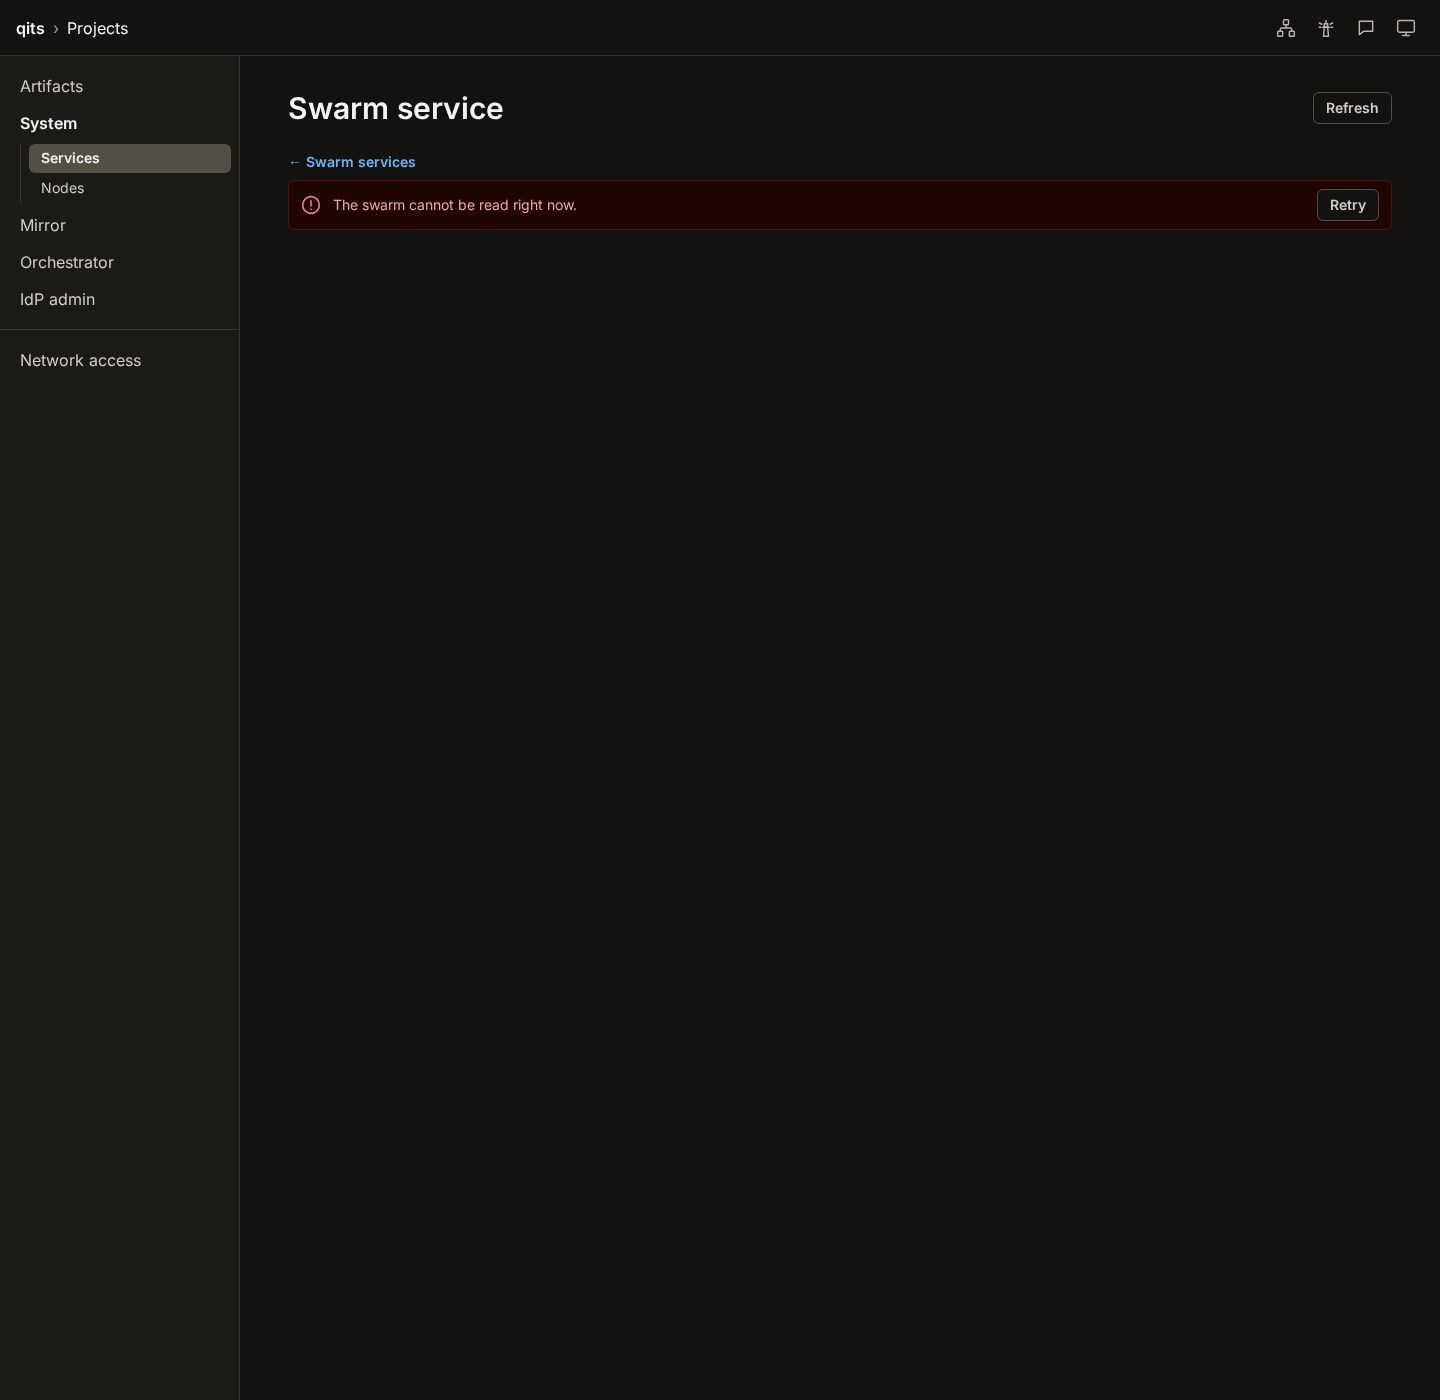 qits › Projects
Artifacts
System
Services
Nodes
Mirror
Orchestrator
IdP admin
Network access
Swarm service
Refresh
← Swarm services
The swarm cannot be read right now.
Retry